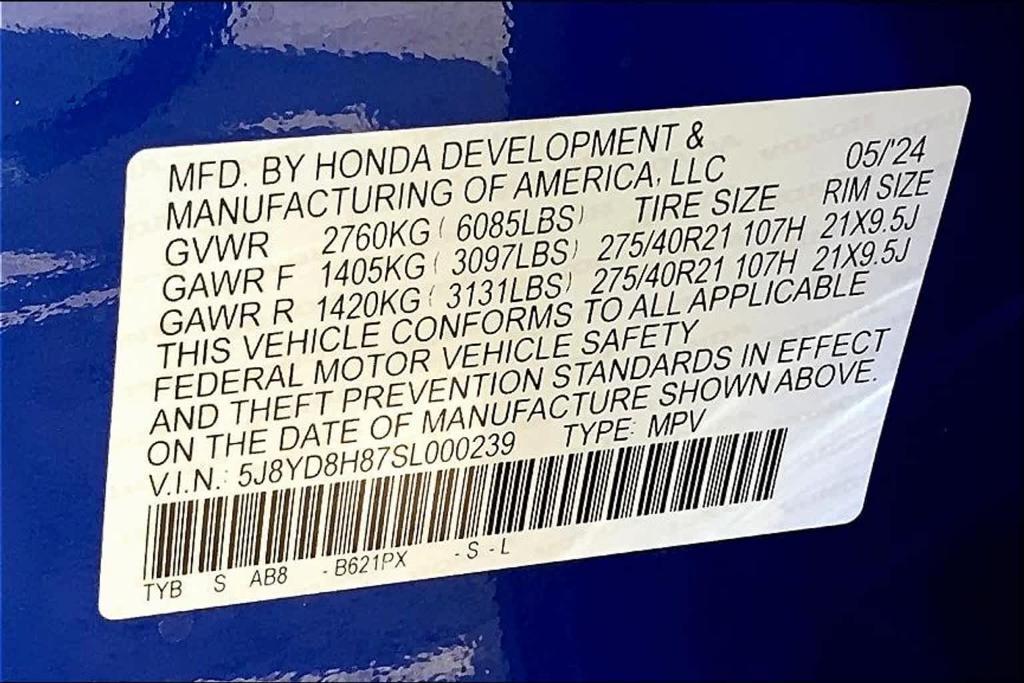 MFD. BY HONDA DEVELOPMENT &
MANUFACTURING OF AMERICA, LLC 05/'24
GVWR 2760KG ( 6085LBS) TIRE SIZE RIM SIZE
GAWR F 1405KG ( 3097LBS) 275/40R21 107H 21X9.5J
GAWR R 1420KG ( 3131LBS) 275/40R21 107H 21X9.5J
THIS VEHICLE CONFORMS TO ALL APPLICABLE
FEDERAL MOTOR VEHICLE SAFETY
AND THEFT PREVENTION STANDARDS IN EFFECT
ON THE DATE OF MANUFACTURE SHOWN ABOVE.
V.I.N.: 5J8YD8H87SL000239 TYPE: MPV
TYB S AB8 - B621PX - S - L